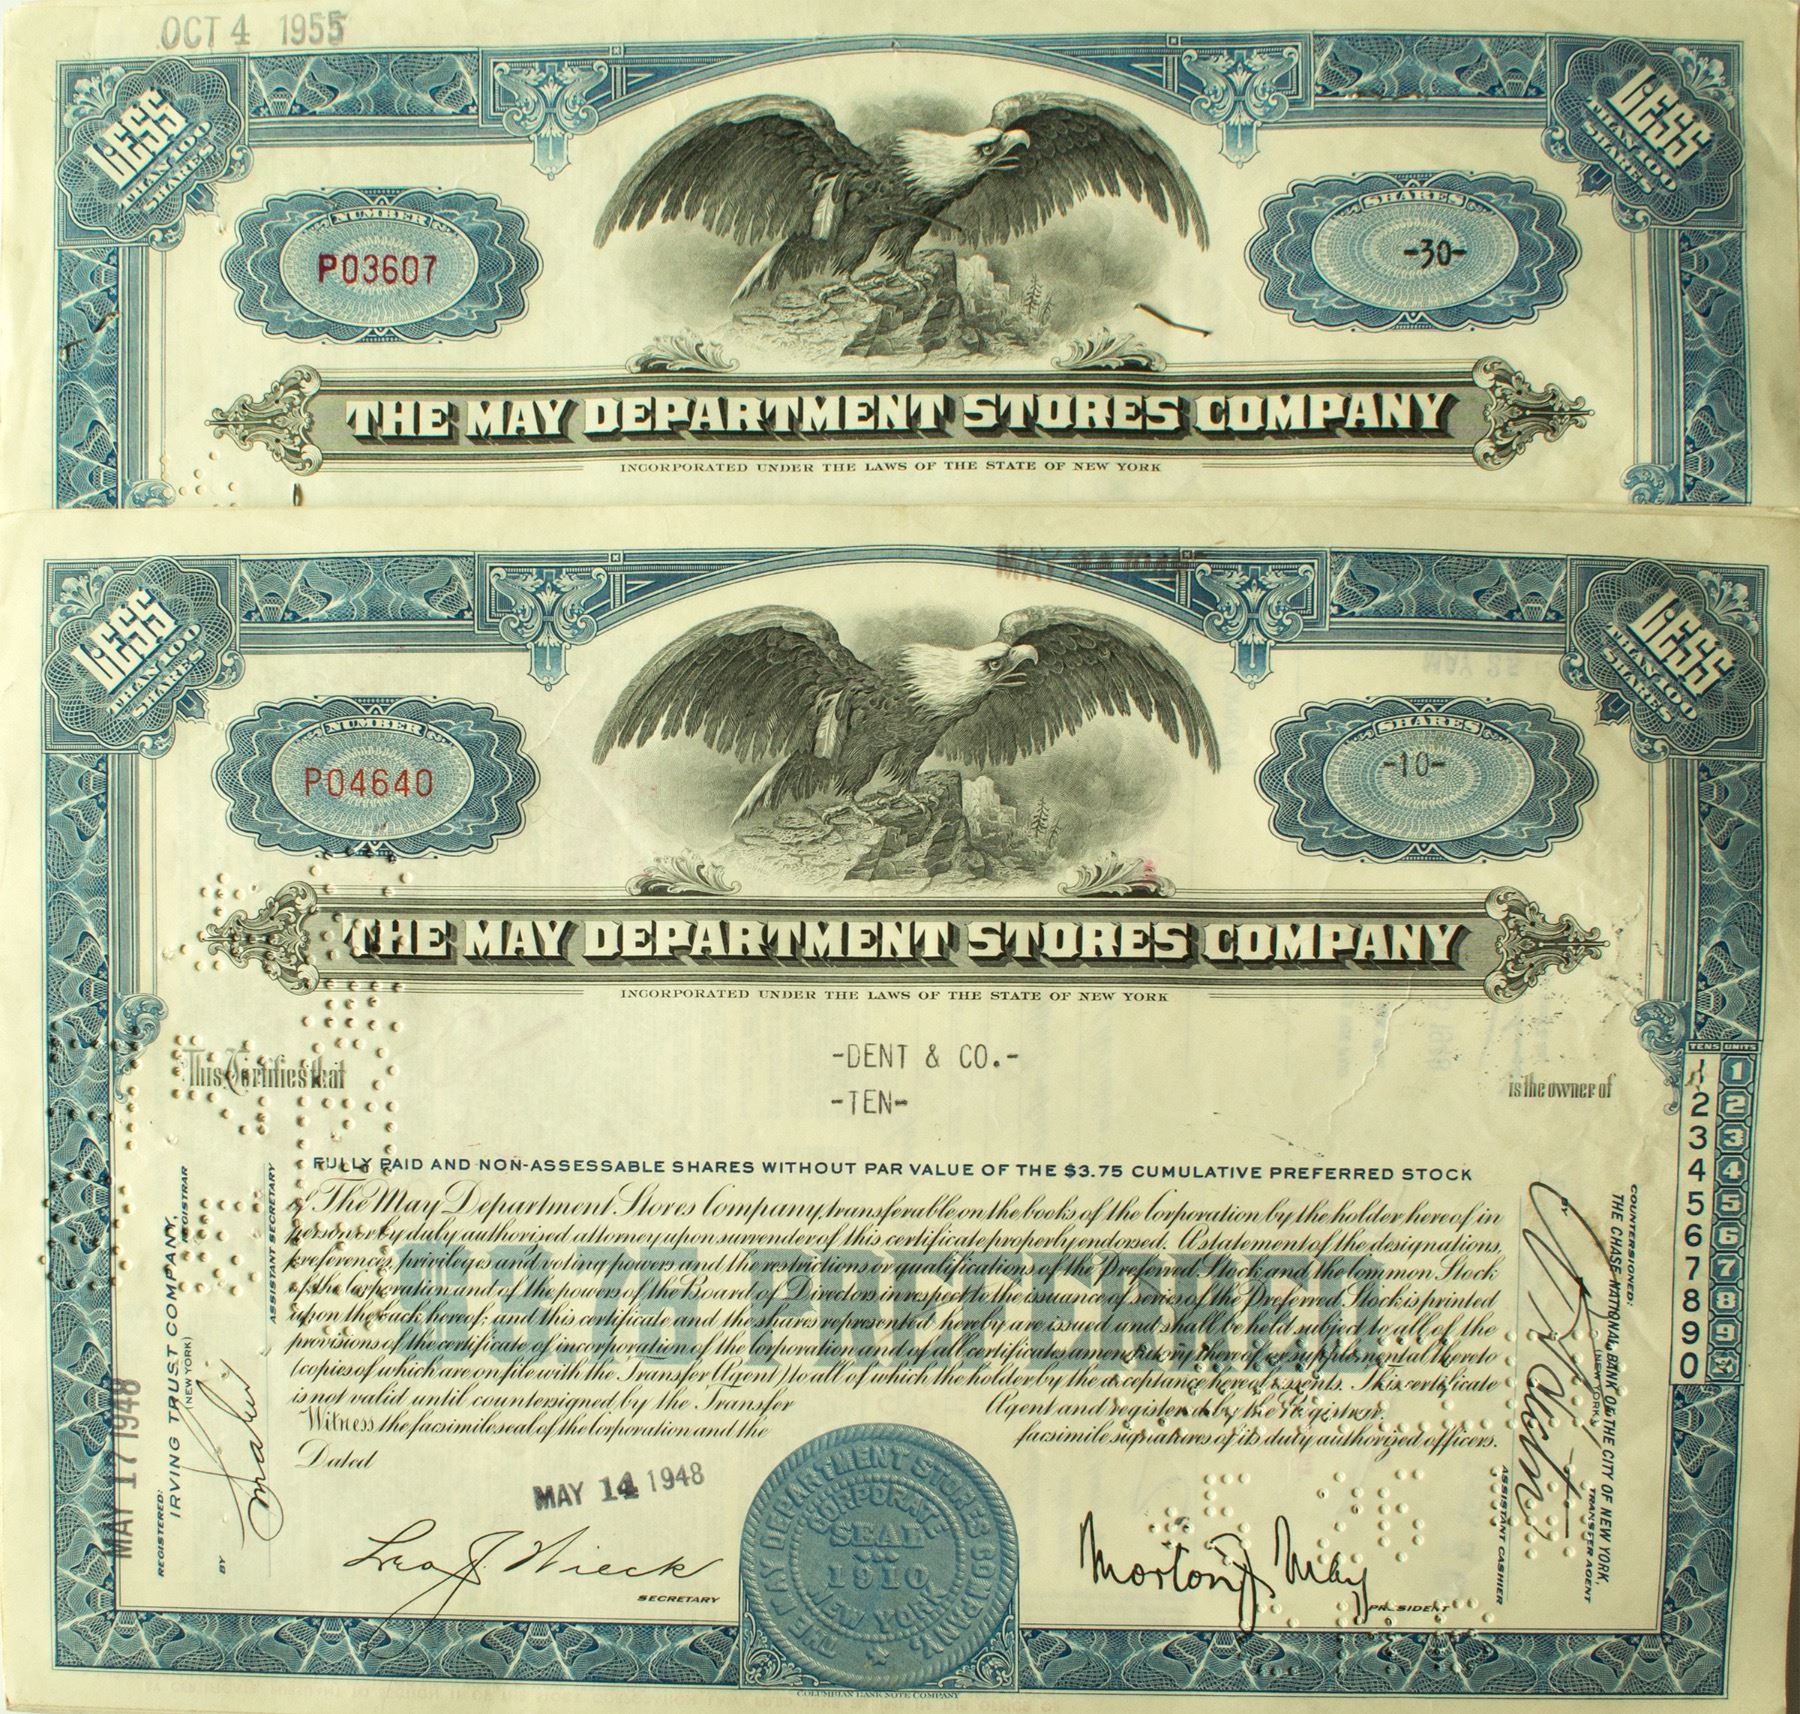 OCT 4 1955
LESS THAN 100 SHARES
LESS THAN 100 SHARES
NUMBER
P03607
SHARES
-30-
THE MAY DEPARTMENT STORES COMPANY
INCORPORATED UNDER THE LAWS OF THE STATE OF NEW YORK
LESS THAN 100 SHARES
LESS THAN 100 SHARES
NUMBER
P04640
SHARES
-10-
THE MAY DEPARTMENT STORES COMPANY
INCORPORATED UNDER THE LAWS OF THE STATE OF NEW YORK
This Certifies that
-DENT & CO.-
is the owner of
-TEN-
TENS UNITS
1 1
2 2
3 3
4 4
5 5
6 6
7 7
8 8
9 9
0
FULLY PAID AND NON-ASSESSABLE SHARES WITHOUT PAR VALUE OF THE $3.75 CUMULATIVE PREFERRED STOCK
of The May Department Stores Company, transferable on the books of the Corporation by the holder hereof in
person or by duly authorized attorney upon surrender of this certificate properly endorsed. A statement of the designations,
preferences, privileges and voting powers and the restrictions or qualifications of the Preferred Stock and the Common Stock
of the Corporation and of the powers of the Board of Directors in respect to the issuance of series of the Preferred Stock is printed
upon the back hereof; and this certificate and the shares represented hereby are issued and shall be held subject to all of the
provisions of the certificate of incorporation of the Corporation and of all certificates amendatory thereof or supplemental thereto
(copies of which are on file with the Transfer Agent) to all of which the holder by the acceptance hereof assents. This certificate
is not valid until countersigned by the Transfer Agent and registered by the Registrar.
Witness the facsimile seal of the Corporation and the facsimile signatures of its duly authorized officers.
Dated
MAY 14 1948
Leo J. Wieck
SECRETARY
THE MAY DEPARTMENT STORES COMPANY.
CORPORATE
SEAL
1910
NEW YORK
Morton J. May
PRESIDENT
MAY 17 1948
REGISTERED:
IRVING TRUST COMPANY,
(NEW YORK)
REGISTRAR
BY
ASSISTANT SECRETARY
COUNTERSIGNED:
THE CHASE NATIONAL BANK OF THE CITY OF NEW YORK,
(NEW YORK)
TRANSFER AGENT
BY
ASSISTANT CASHIER
COLUMBIAN BANK NOTE COMPANY